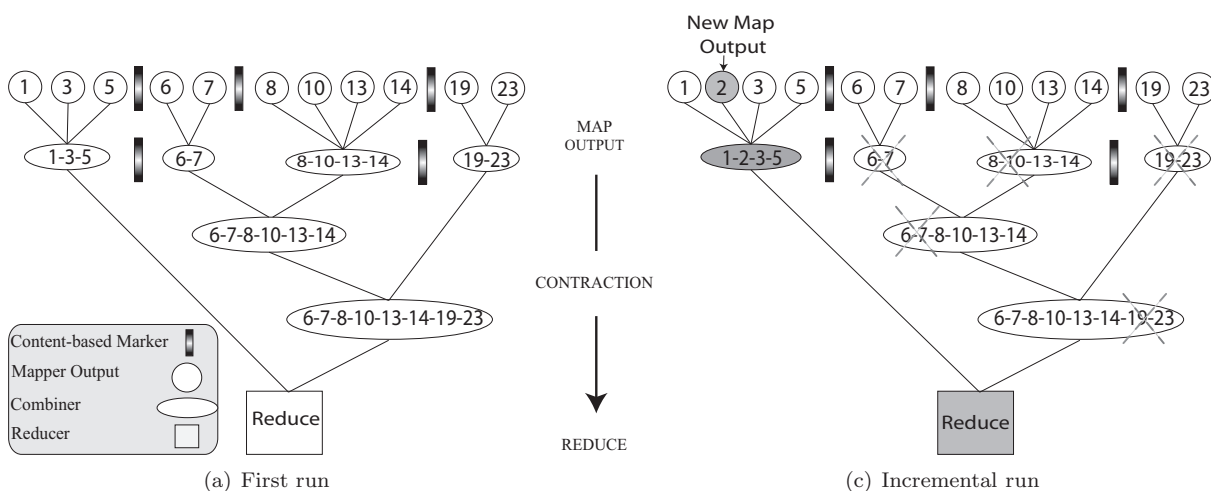 New Map
Output
1 3 5 6 7 8 10 13 14 19 23
1 2 3 5 6 7 8 10 13 14 19 23
MAP
OUTPUT
1-3-5 6-7 8-10-13-14 19-23
1-2-3-5 6-7 8-10-13-14 19-23
6-7-8-10-13-14
6-7-8-10-13-14
CONTRACTION
6-7-8-10-13-14-19-23
6-7-8-10-13-14-19-23
Content-based Marker
Mapper Output
Combiner
Reducer
Reduce
Reduce
REDUCE
(a) First run
(c) Incremental run